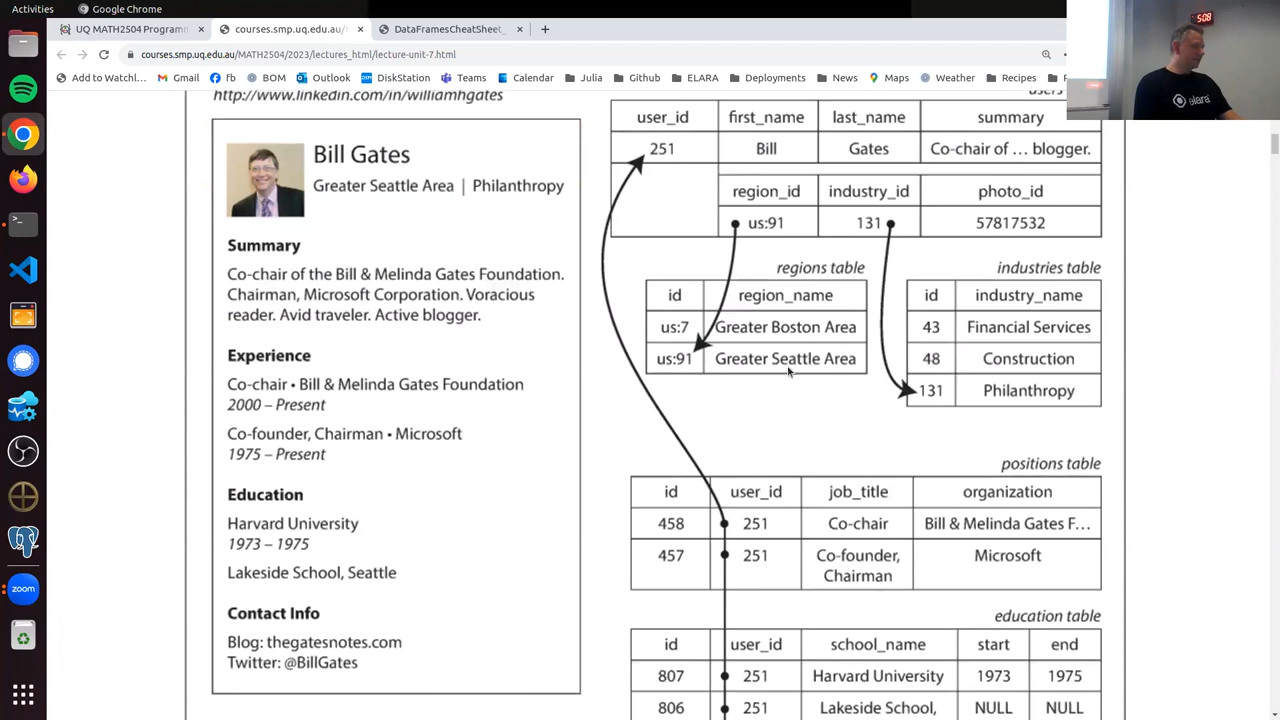 Activities
Google Chrome
5:08
UQ MATH2504 Program
courses.smp.uq.edu.au/
DataFramesCheatSheet_
courses.smp.uq.edu.au/MATH2504/2023/lectures_html/lecture-unit-7.html
Add to Watchl... Gmail fb BOM Outlook DiskStation Teams Calendar Julia Github ELARA Deployments News Maps Weather Recipes
http://www.linkedin.com/in/williamhgates
Bill Gates
Greater Seattle Area | Philanthropy
Summary
Co-chair of the Bill & Melinda Gates Foundation.
Chairman, Microsoft Corporation. Voracious
reader. Avid traveler. Active blogger.
Experience
Co-chair • Bill & Melinda Gates Foundation
2000 – Present
Co-founder, Chairman • Microsoft
1975 – Present
Education
Harvard University
1973 – 1975
Lakeside School, Seattle
Contact Info
Blog: thegatesnotes.com
Twitter: @BillGates
user_id first_name last_name summary
251 Bill Gates Co-chair of … blogger.
region_id industry_id photo_id
us:91 131 57817532
regions table
id region_name
us:7 Greater Boston Area
us:91 Greater Seattle Area
industries table
id industry_name
43 Financial Services
48 Construction
131 Philanthropy
positions table
id user_id job_title organization
458 251 Co-chair Bill & Melinda Gates F…
457 251 Co-founder, Microsoft
Chairman
education table
id user_id school_name start end
807 251 Harvard University 1973 1975
806 251 Lakeside School, NULL NULL
elara
zoom